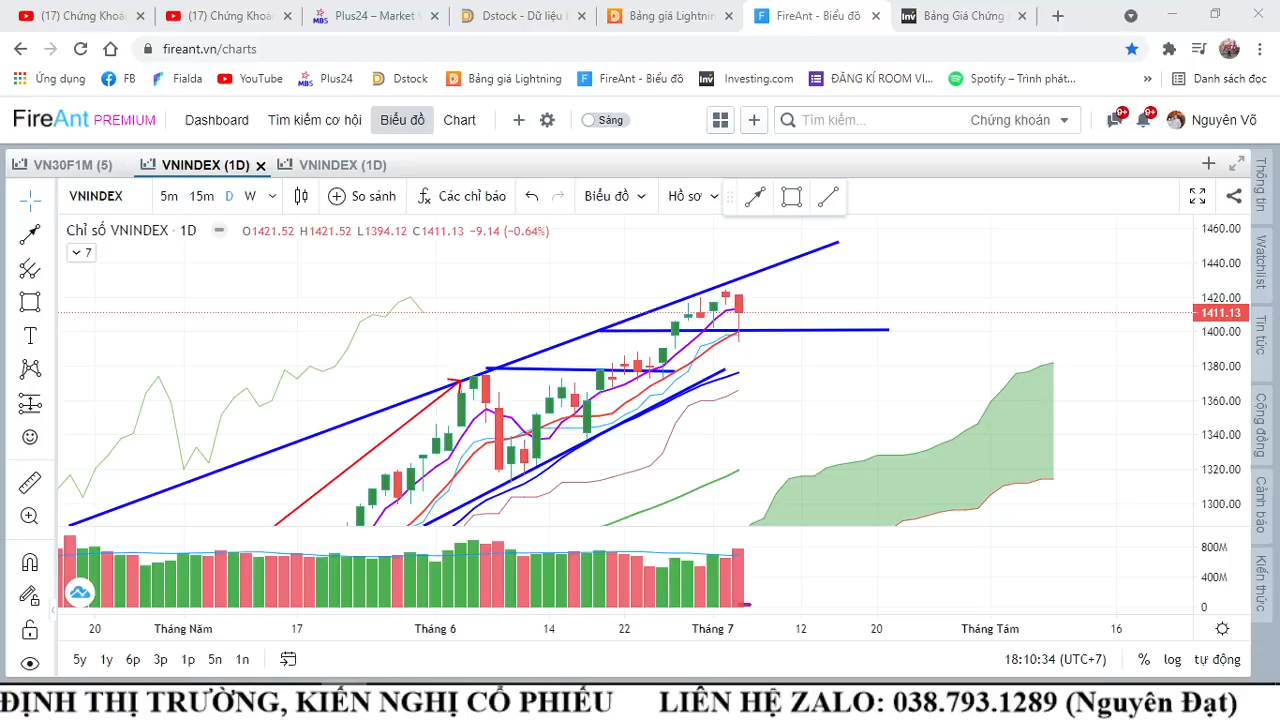 (17) Chứng Khoá
(17) Chứng Khoá
MBS Plus24 – Market V
Dstock - Dữ liệu
Bảng giá Lightning
FireAnt - Biểu đồ
Inv Bảng Giá Chứng
fireant.vn/charts
Ứng dụng FB Fialda YouTube MBS Plus24 Dstock Bảng giá Lightning FireAnt - Biểu đồ Inv Investing.com ĐĂNG KÍ ROOM VI... Spotify – Trình phát... » Danh sách đọc
FireAnt PREMIUM Dashboard Tìm kiếm cơ hội Biểu đồ Chart Sáng Tìm kiếm... Chứng khoán 9+ 9+ Nguyên Võ
VN30F1M (5) VNINDEX (1D) VNINDEX (1D)
VNINDEX 5m 15m D W So sánh Các chỉ báo Biểu đồ Hồ sơ
Chỉ số VNINDEX · 1D O1421.52 H1421.52 L1394.12 C1411.13 −9.14 (−0.64%)
7
1460.00
1440.00
1420.00
1411.13
1400.00
1380.00
1360.00
1340.00
1320.00
1300.00
800M
400M
0
Thông tin
Watchlist
Tin tức
Cộng đồng
Cảnh báo
Kiến thức
20 Tháng Năm 17 Tháng 6 14 22 Tháng 7 12 20 Tháng Tám 16
5y 1y 6p 3p 1p 5n 1n 18:10:34 (UTC+7) % log tự động
ĐỊNH THỊ TRƯỜNG, KIẾN NGHỊ CỔ PHIẾU LIÊN HỆ ZALO: 038.793.1289 (Nguyên Đạt)